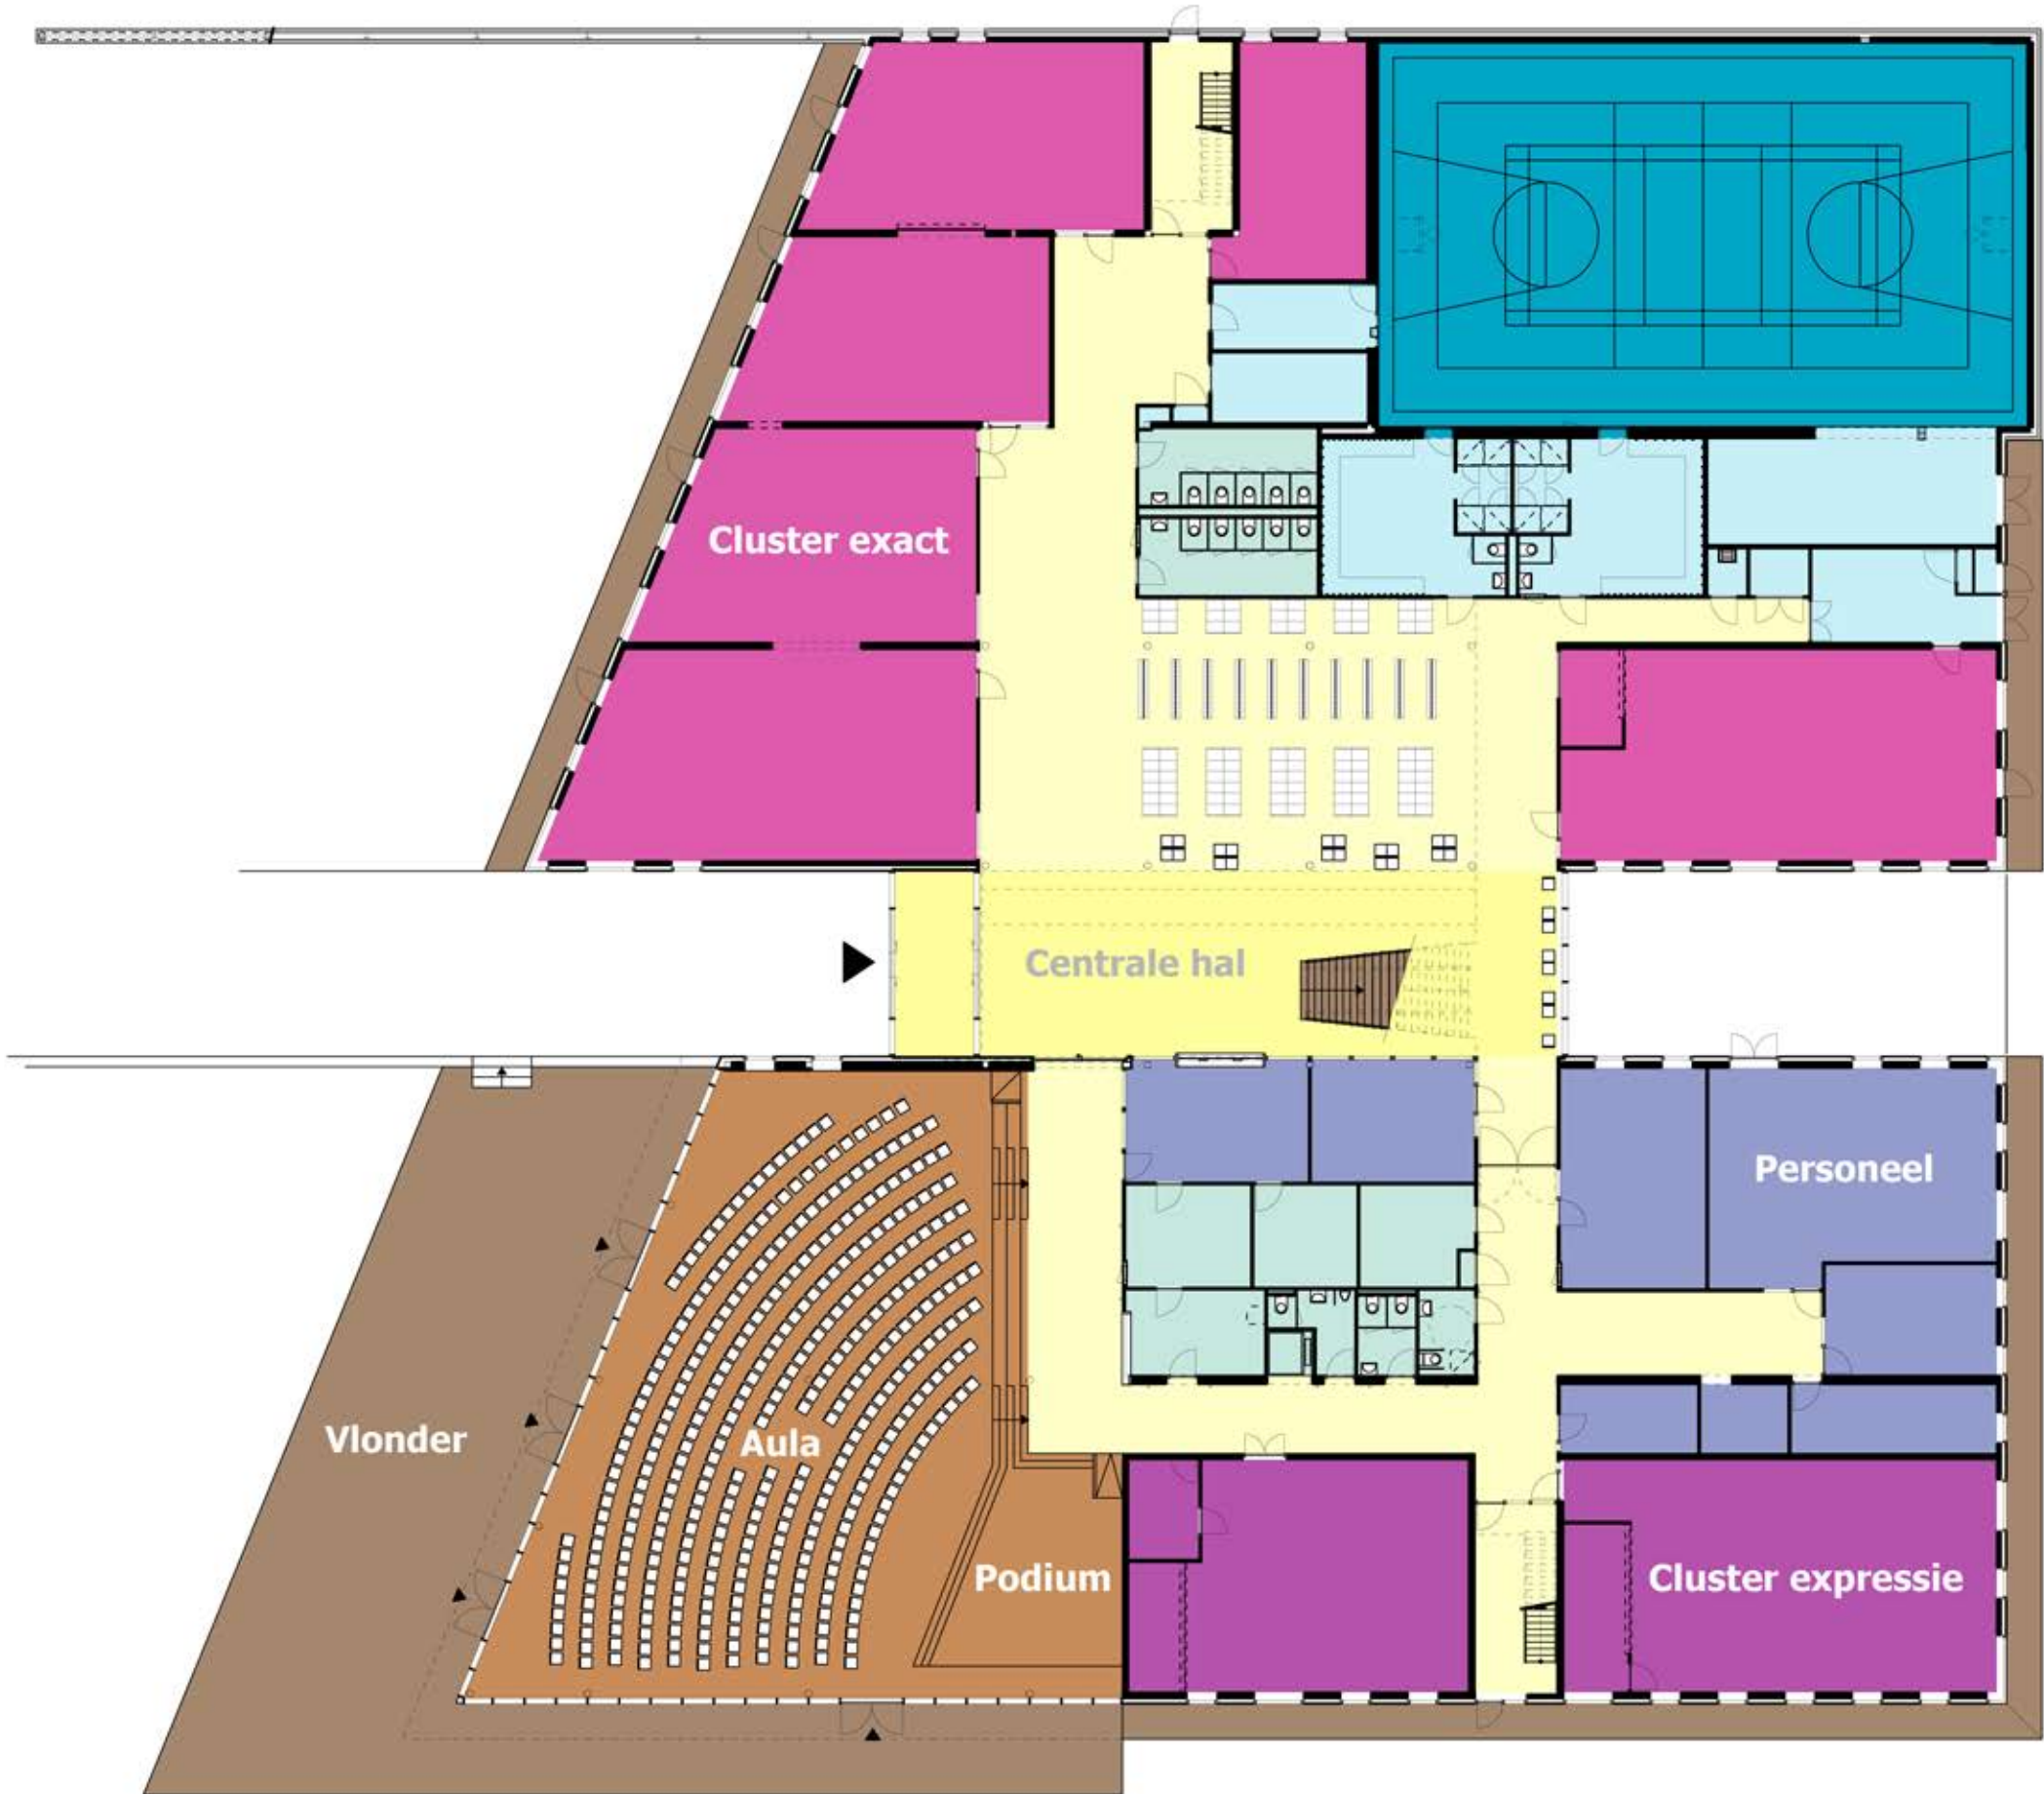 Cluster exact
Centrale hal
Personeel
Vlonder
Aula
Podium
Cluster expressie